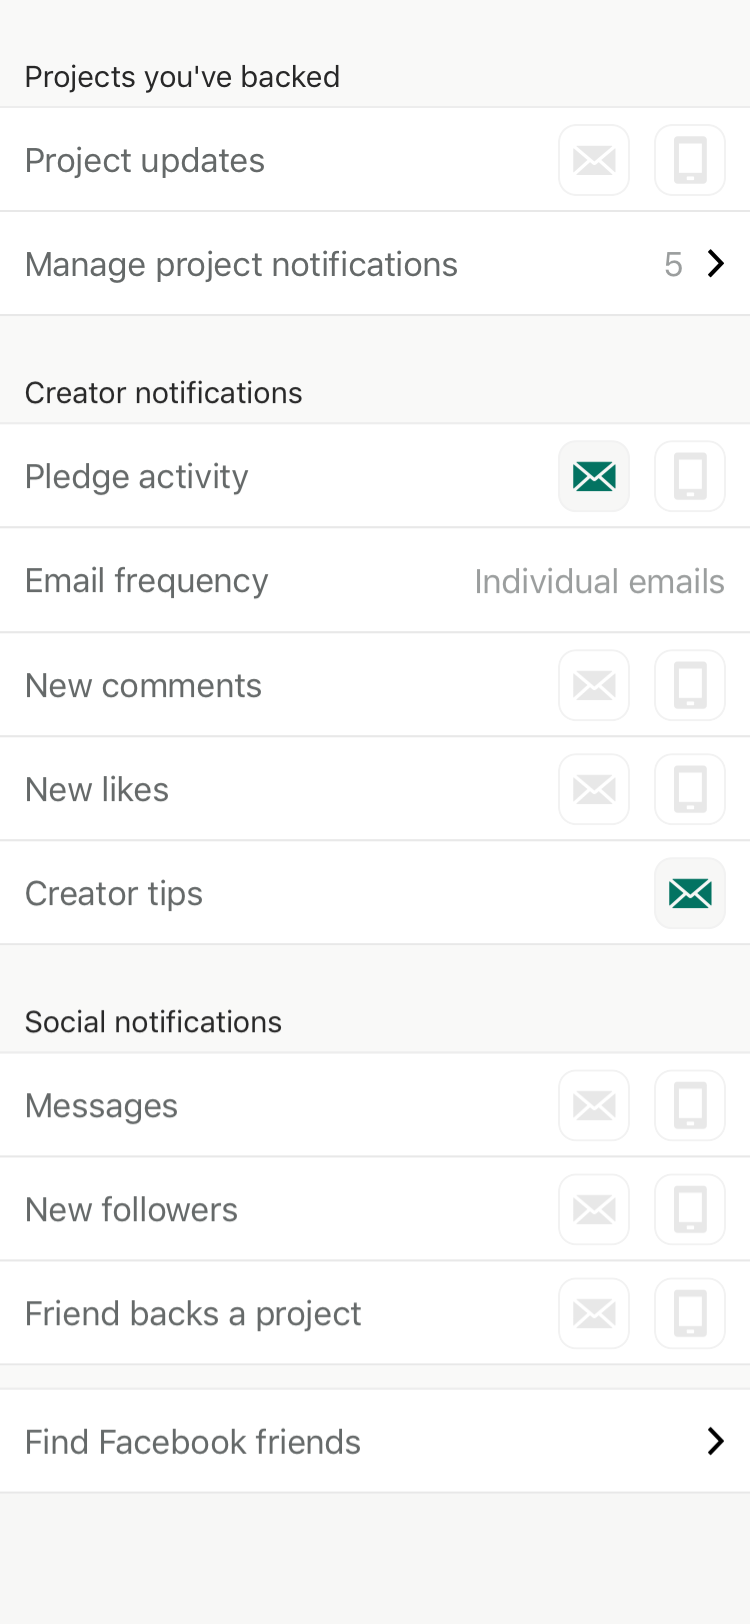 Projects you've backed
Project updates
Manage project notifications 5
Creator notifications
Pledge activity
Email frequency Individual emails
New comments
New likes
Creator tips
Social notifications
Messages
New followers
Friend backs a project
Find Facebook friends